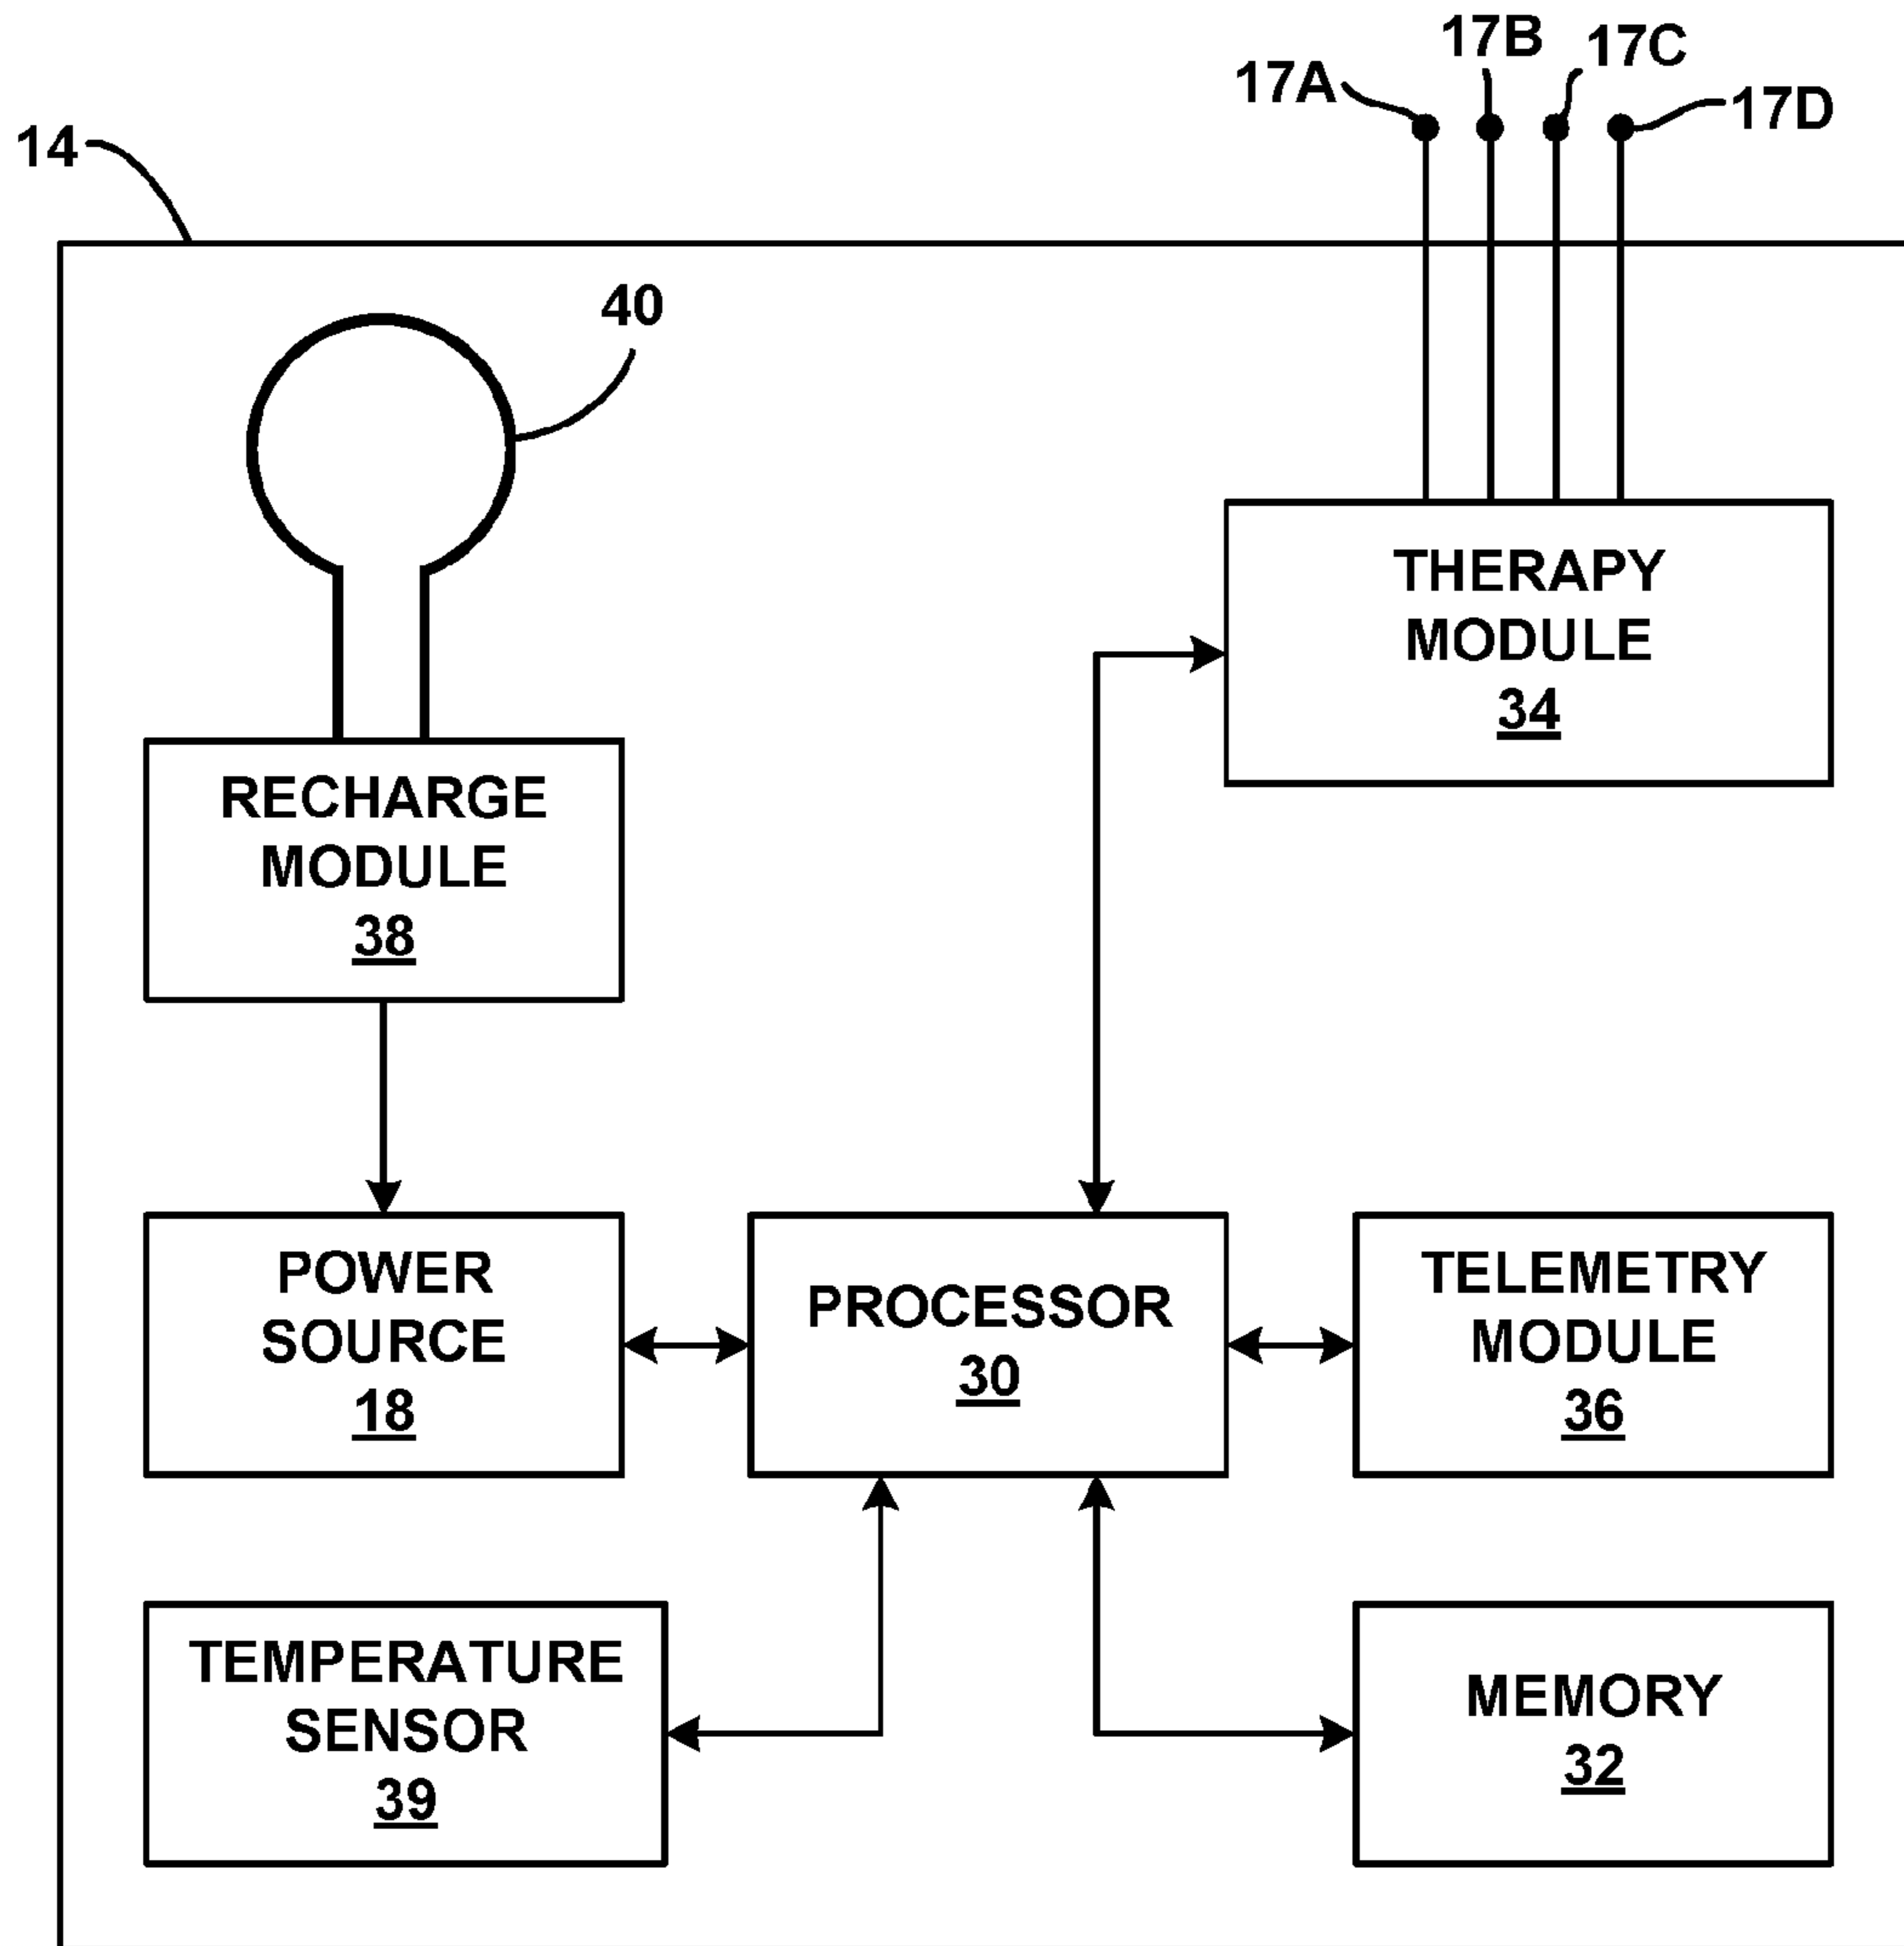 17A
17B
17C
17D
14
40
THERAPY
MODULE
34
RECHARGE
MODULE
38
POWER
SOURCE
18
PROCESSOR
30
TELEMETRY
MODULE
36
TEMPERATURE
SENSOR
39
MEMORY
32